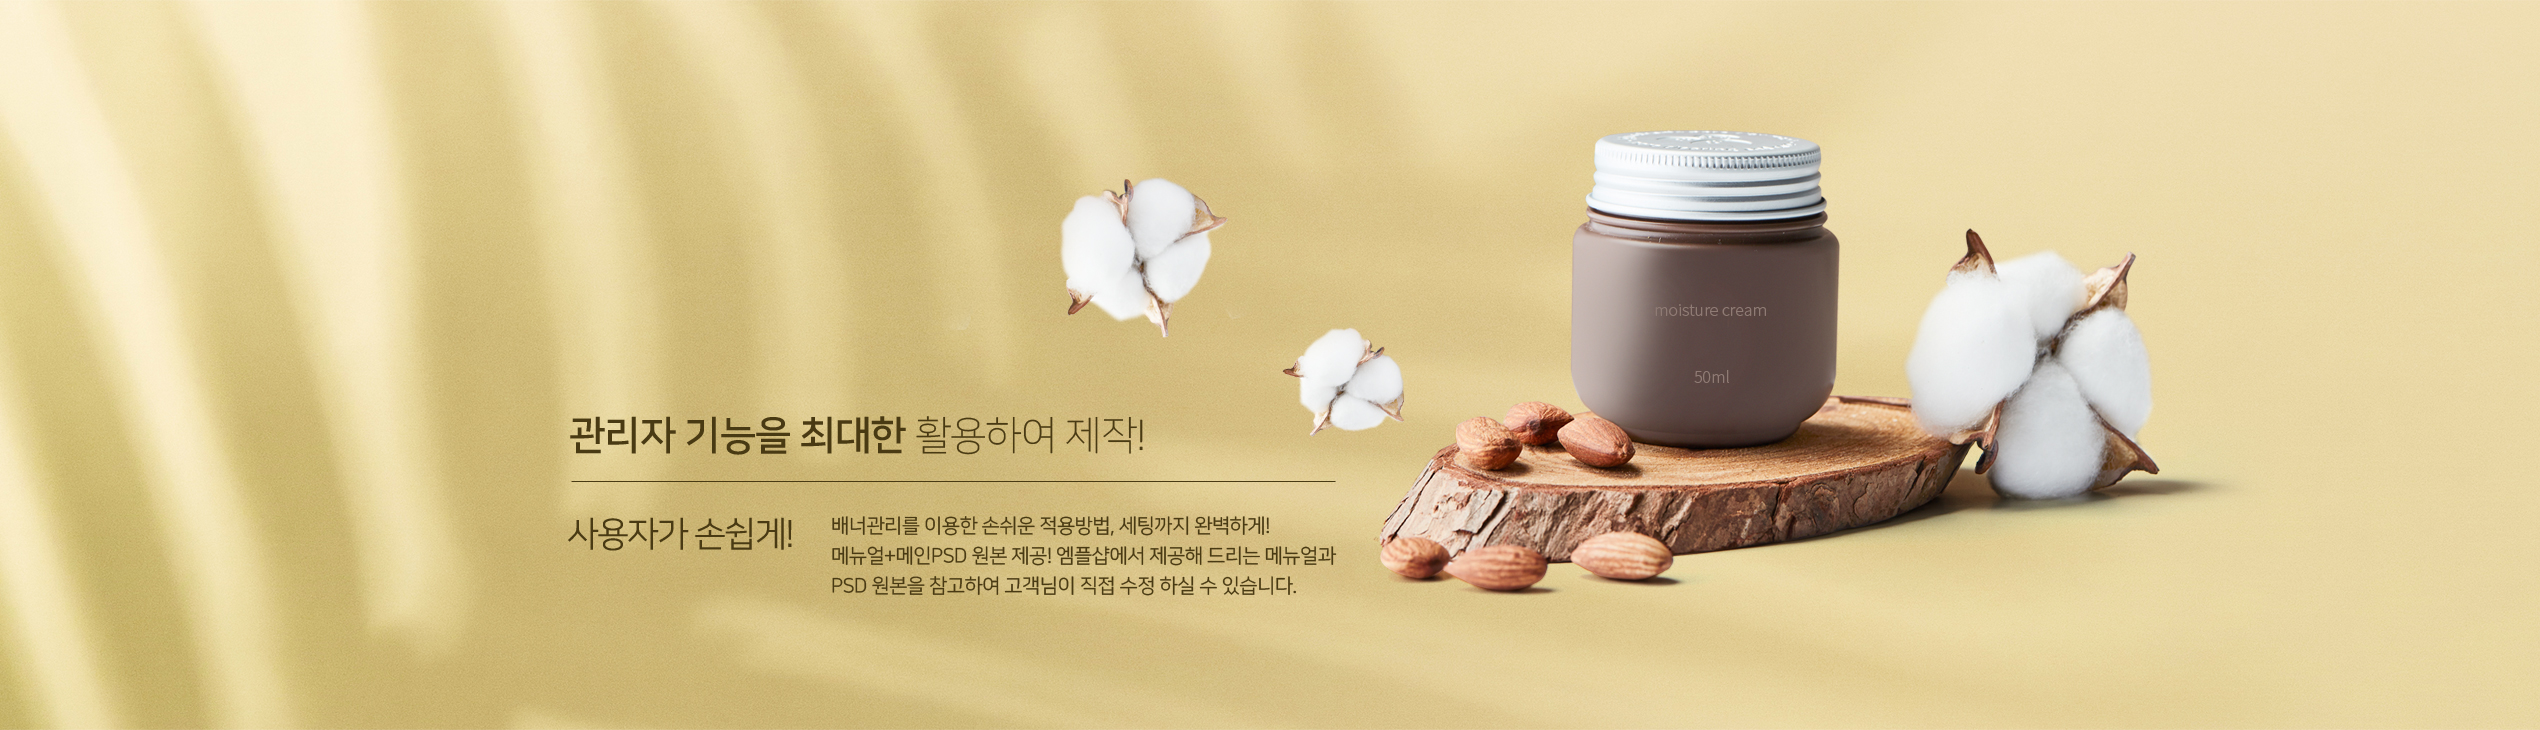 관리자 기능을 최대한 활용하여 제작!
사용자가 손쉽게!
배너관리를 이용한 손쉬운 적용방법, 세팅까지 완벽하게!
메뉴얼+메인PSD 원본 제공! 엠플샵에서 제공해 드리는 메뉴얼과
PSD 원본을 참고하여 고객님이 직접 수정 하실 수 있습니다.
moisture cream
50ml